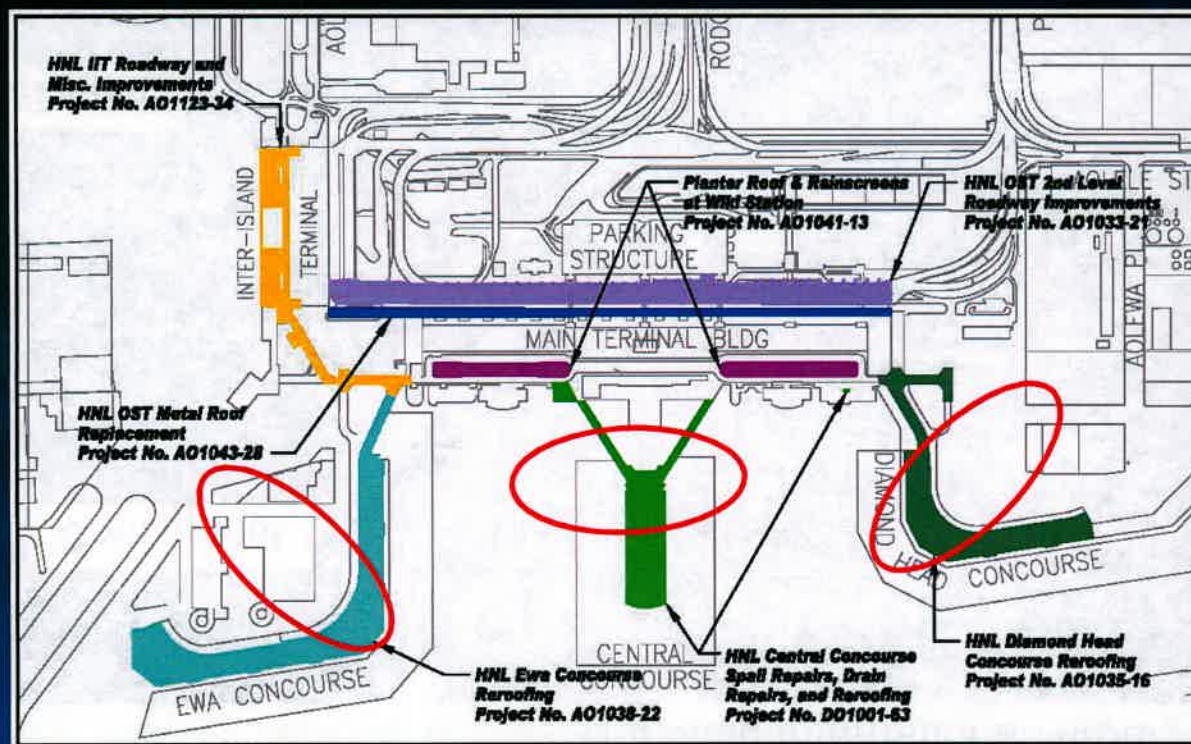 HNL IIT Roadway and
Misc. Improvements
Project No. AO1123-34
INTER-ISLAND
TERMINAL
Planter Roof & Rainscreens
at Wiki Station
Project No. AO1041-13
PARKING
STRUCTURE
HNL OST 2nd Level
Roadway Improvements
Project No. AO1033-21
MAIN TERMINAL BLDG
HNL OST Metal Roof
Replacement
Project No. AO1043-28
DIAMOND
HEAD CONCOURSE
EWA CONCOURSE
HNL Ewa Concourse
Reroofing
Project No. AO1038-22
CENTRAL
CONCOURSE
HNL Central Concourse
Spall Repairs, Drain
Repairs, and Reroofing
Project No. DO1001-53
HNL Diamond Head
Concourse Reroofing
Project No. AO1035-16
AOLEWA PL